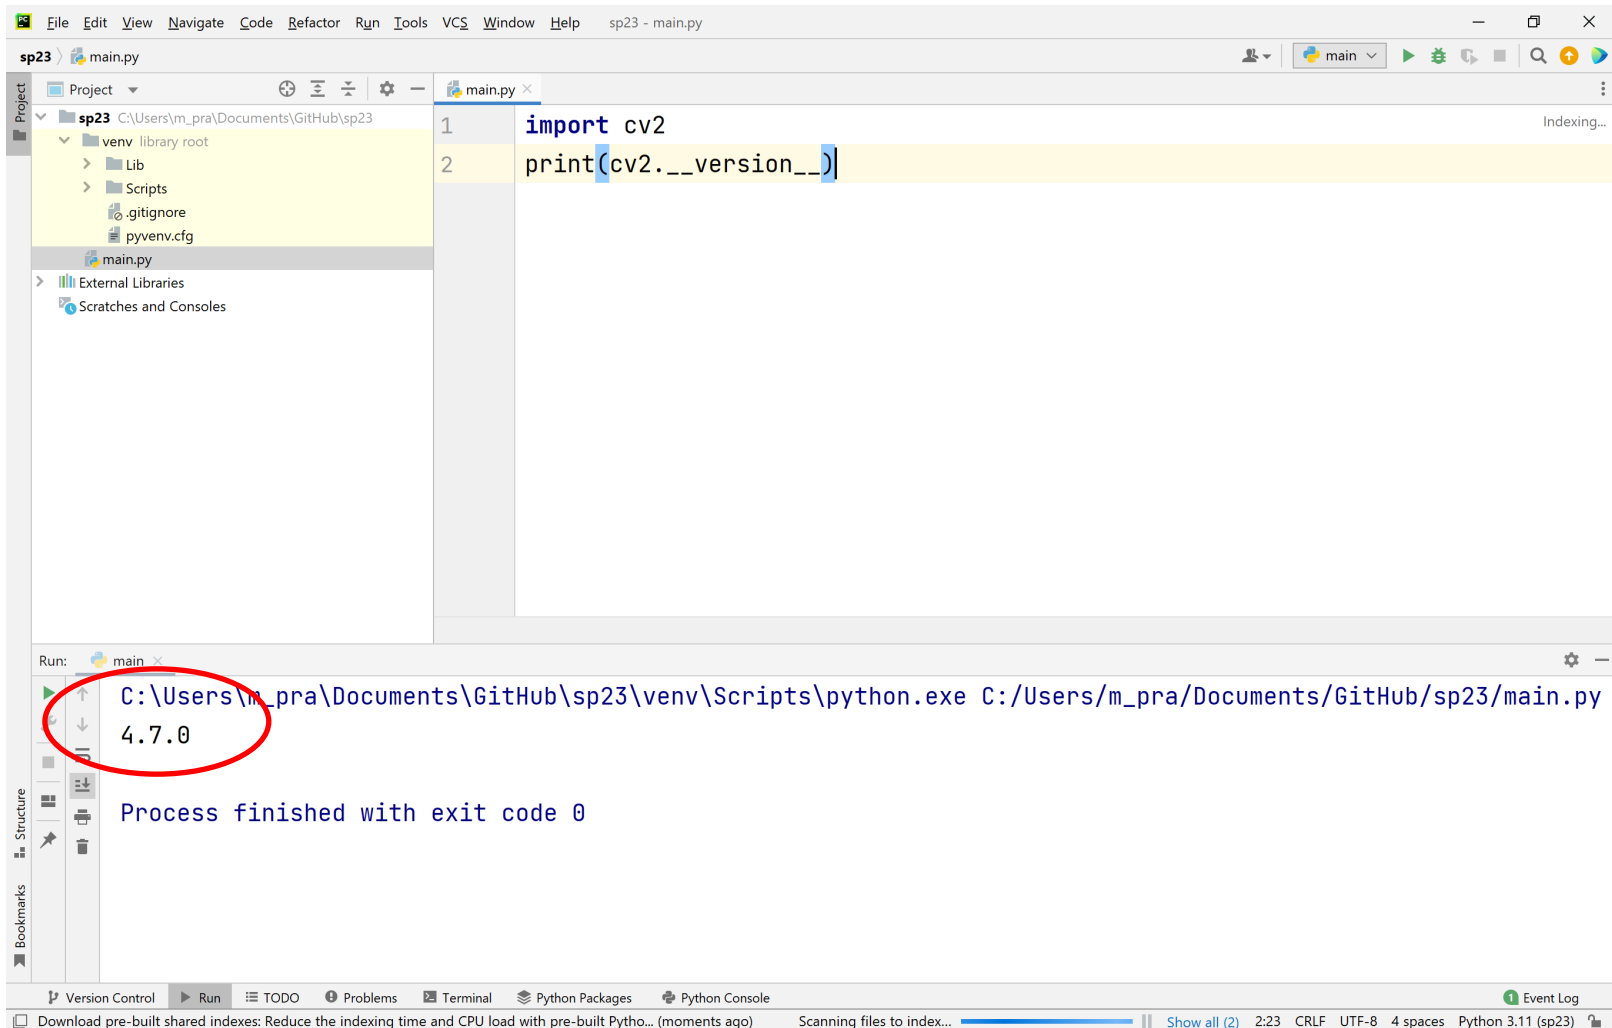 File Edit View Navigate Code Refactor Run Tools VCS Window Help sp23 - main.py
sp23 main.py
main
Project
Project
main.py
sp23 C:\Users\m_pra\Documents\GitHub\sp23
venv library root
Lib
Scripts
.gitignore
pyvenv.cfg
main.py
External Libraries
Scratches and Consoles
1 import cv2
Indexing...
2 print(cv2.__version__)
Run: main
C:\Users\m_pra\Documents\GitHub\sp23\venv\Scripts\python.exe C:/Users/m_pra/Documents/GitHub/sp23/main.py
4.7.0
Process finished with exit code 0
Structure
Bookmarks
Version Control Run TODO Problems Terminal Python Packages Python Console 1 Event Log
Download pre-built shared indexes: Reduce the indexing time and CPU load with pre-built Pytho... (moments ago) Scanning files to index... Show all (2) 2:23 CRLF UTF-8 4 spaces Python 3.11 (sp23)